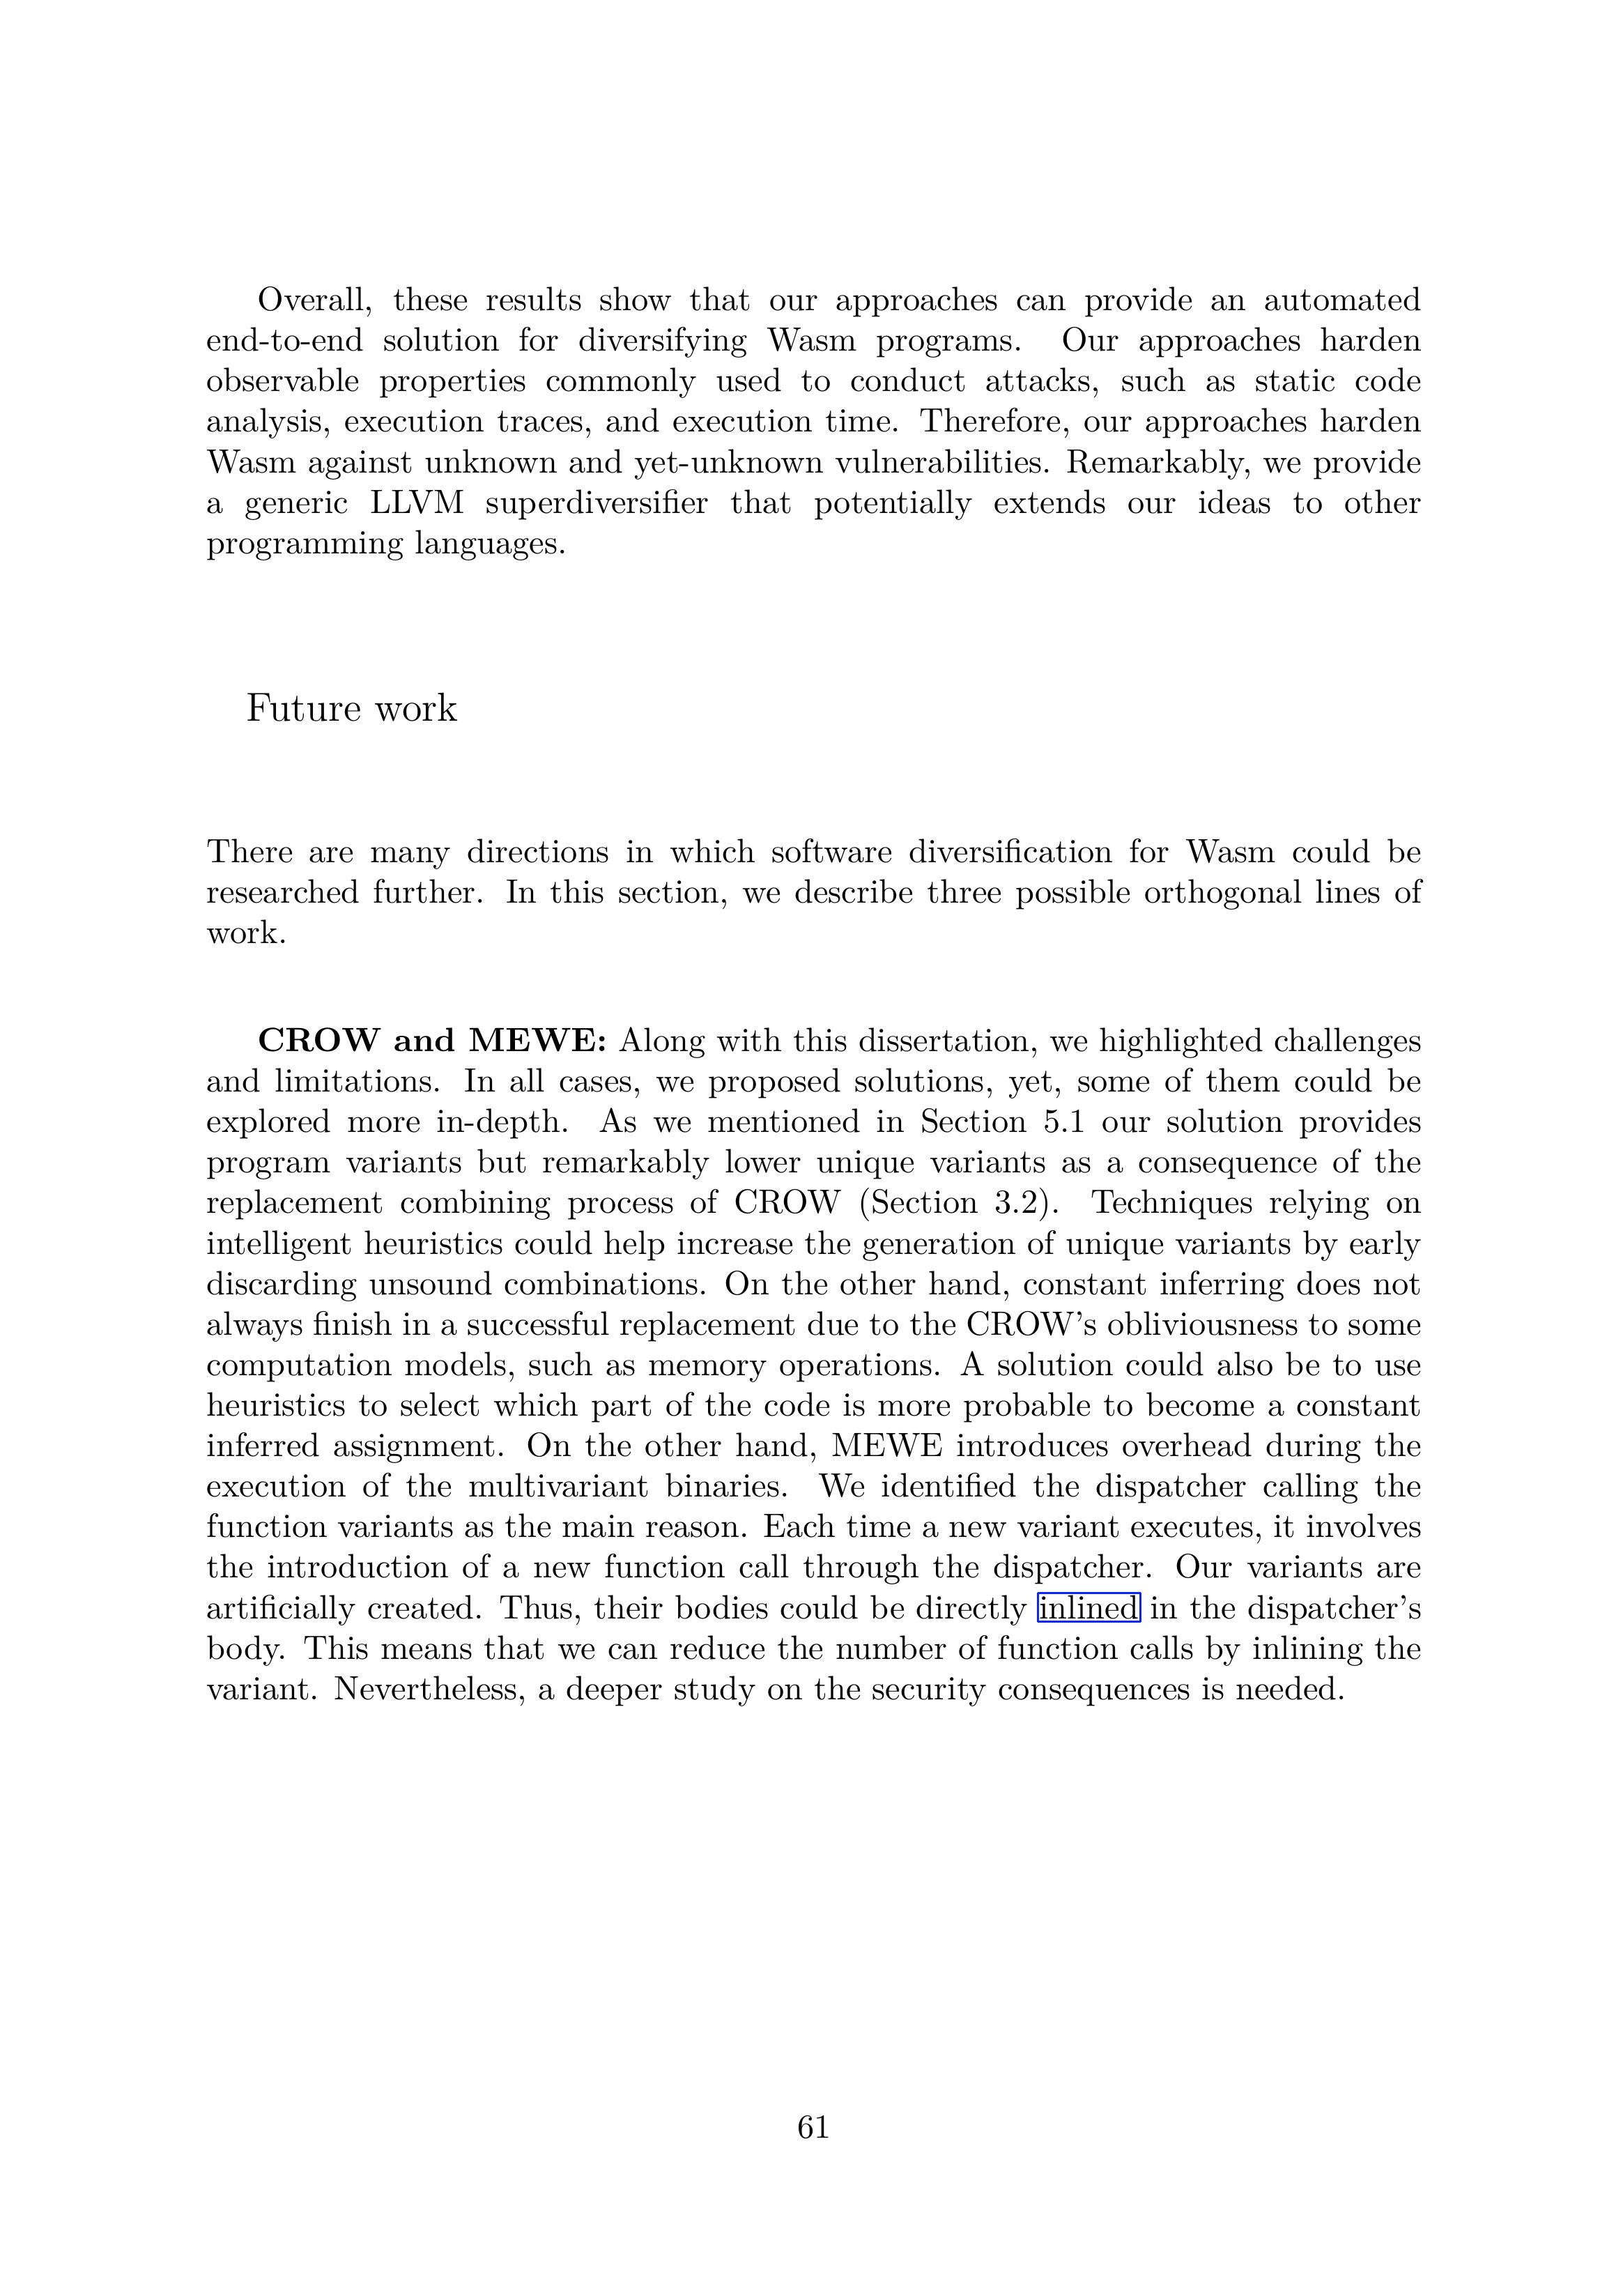 Overall, these results show that our approaches can provide an automated
end-to-end solution for diversifying Wasm programs. Our approaches harden
observable properties commonly used to conduct attacks, such as static code
analysis, execution traces, and execution time. Therefore, our approaches harden
Wasm against unknown and yet-unknown vulnerabilities. Remarkably, we provide
a generic LLVM superdiversifier that potentially extends our ideas to other
programming languages.
Future work
There are many directions in which software diversification for Wasm could be
researched further. In this section, we describe three possible orthogonal lines of
work.
CROW and MEWE: Along with this dissertation, we highlighted challenges
and limitations. In all cases, we proposed solutions, yet, some of them could be
explored more in-depth. As we mentioned in Section 5.1 our solution provides
program variants but remarkably lower unique variants as a consequence of the
replacement combining process of CROW (Section 3.2). Techniques relying on
intelligent heuristics could help increase the generation of unique variants by early
discarding unsound combinations. On the other hand, constant inferring does not
always finish in a successful replacement due to the CROW's obliviousness to some
computation models, such as memory operations. A solution could also be to use
heuristics to select which part of the code is more probable to become a constant
inferred assignment. On the other hand, MEWE introduces overhead during the
execution of the multivariant binaries. We identified the dispatcher calling the
function variants as the main reason. Each time a new variant executes, it involves
the introduction of a new function call through the dispatcher. Our variants are
artificially created. Thus, their bodies could be directly inlined in the dispatcher's
body. This means that we can reduce the number of function calls by inlining the
variant. Nevertheless, a deeper study on the security consequences is needed.
61